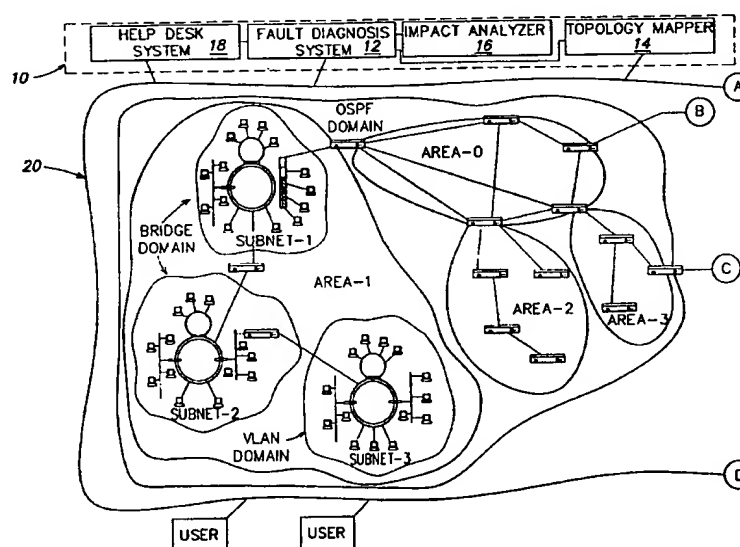 HELP DESK SYSTEM 18
FAULT DIAGNOSIS SYSTEM 12
IMPACT ANALYZER 16
TOPOLOGY MAPPER 14
10
A
OSPF DOMAIN
B
AREA-0
20
SUBNET-1
BRIDGE DOMAIN
AREA-1
C
AREA-2
AREA-3
SUBNET-2
VLAN DOMAIN
SUBNET-3
D
USER
USER